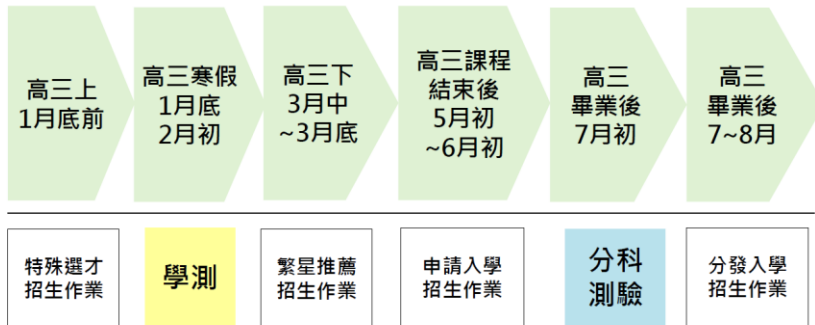 高三上
1月底前
高三寒假
1月底
2月初
高三下
3月中
~3月底
高三課程
結束後
5月初
~6月初
高三
畢業後
7月初
高三
畢業後
7~8月
特殊選才
招生作業
學測
繁星推薦
招生作業
申請入學
招生作業
分科
測驗
分發入學
招生作業